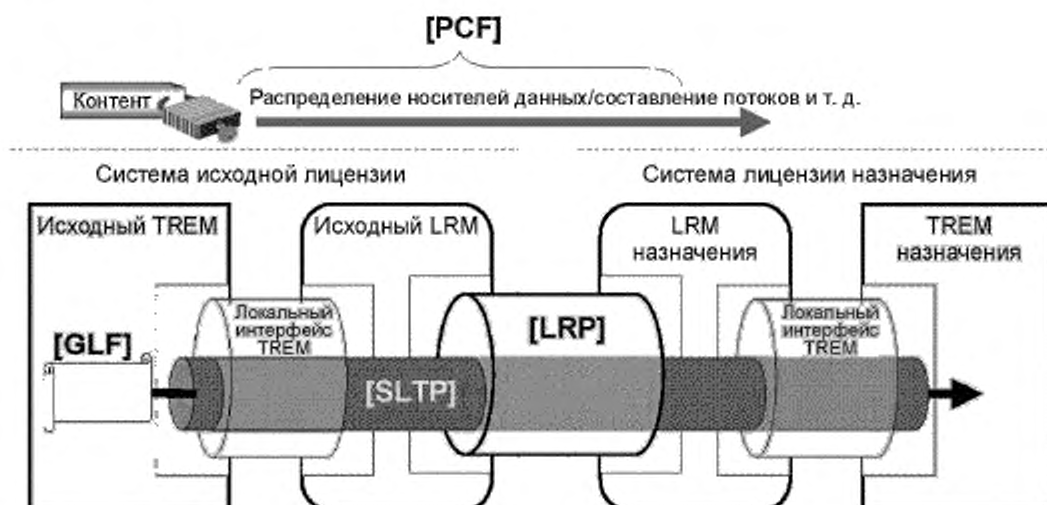 [PCF]
Контент
Распределение носителей данных/составление потоков и т. д.
Система исходной лицензии
Система лицензии назначения
Исходный TREM
Исходный LRM
LRM
назначения
TREM
назначения
[GLF]
Локальный
интерфейс
TREM
[SLTP]
[LRP]
Локальный
интерфейс
TREM